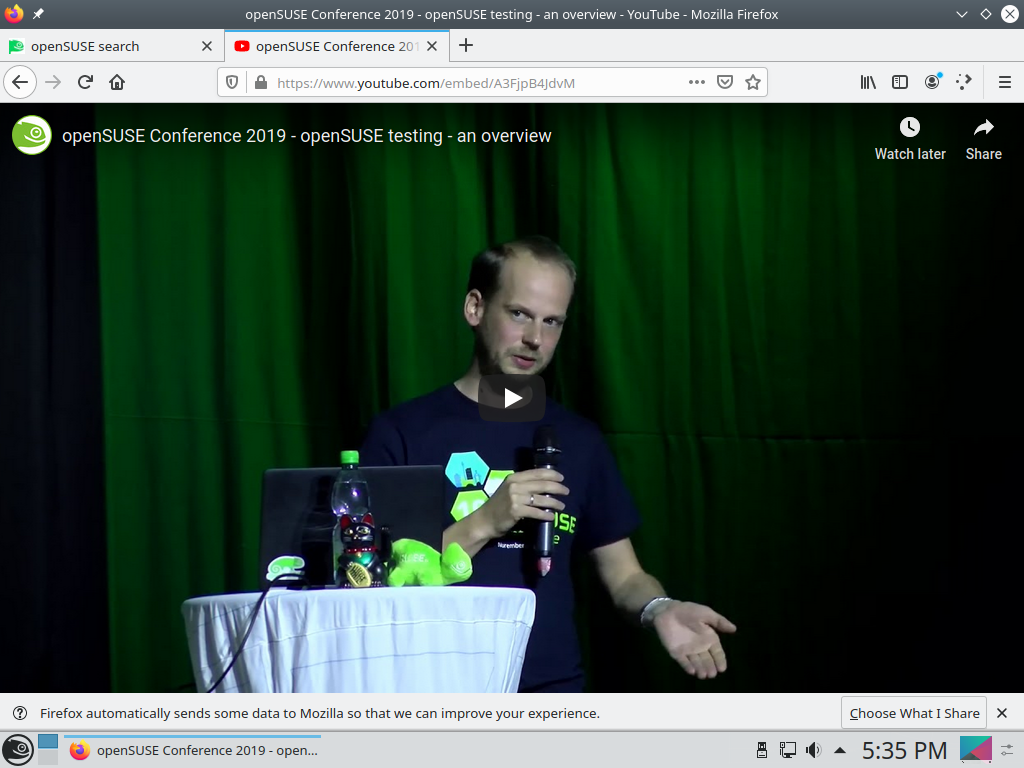 openSUSE Conference 2019 - openSUSE testing - an overview - YouTube - Mozilla Firefox
openSUSE search
openSUSE Conference 201
https://www.youtube.com/embed/A3FjpB4JdvM
openSUSE Conference 2019 - openSUSE testing - an overview
Watch later
Share
Nurember
Firefox automatically sends some data to Mozilla so that we can improve your experience.
Choose What I Share
openSUSE Conference 2019 - open...
5:35 PM